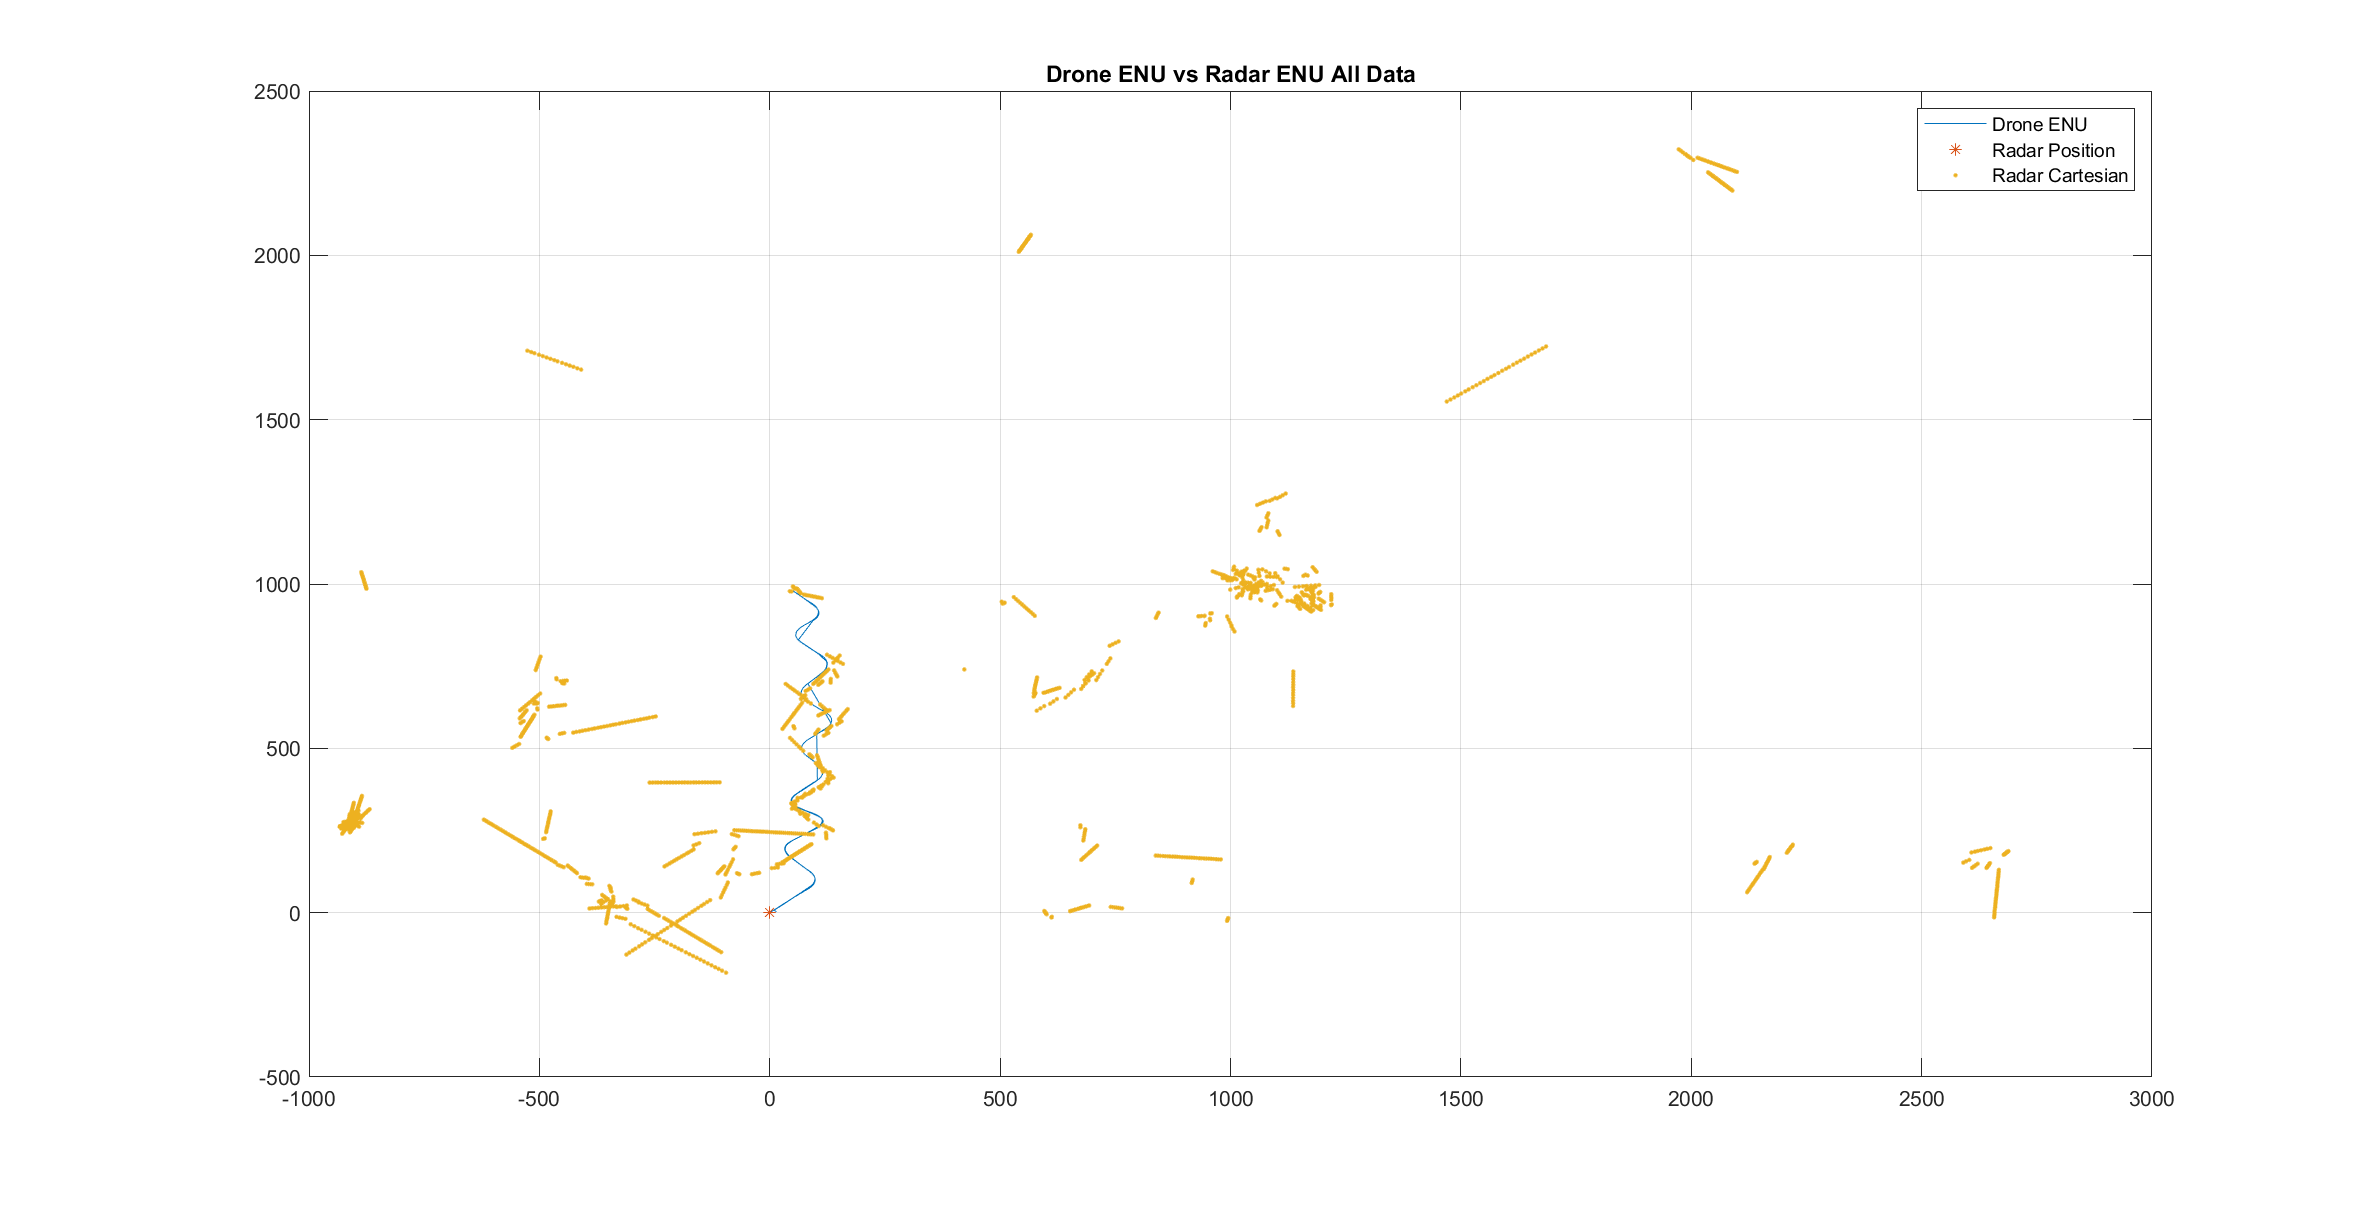 Drone ENU vs Radar ENU All Data
2500
2000
1500
1000
500
0
-500
-1000 -500 0 500 1000 1500 2000 2500 3000
Drone ENU
Radar Position
Radar Cartesian